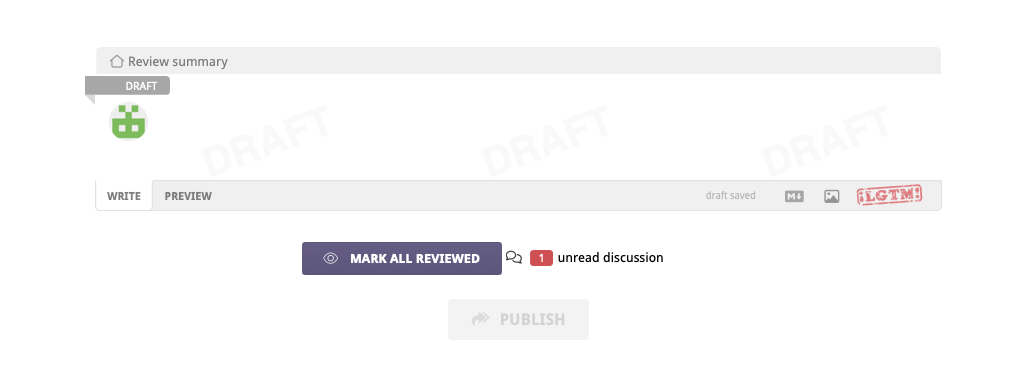 Review summary
DRAFT
DRAFT DRAFT DRAFT
WRITE PREVIEW draft saved M LGTM!
MARK ALL REVIEWED 1 unread discussion
PUBLISH